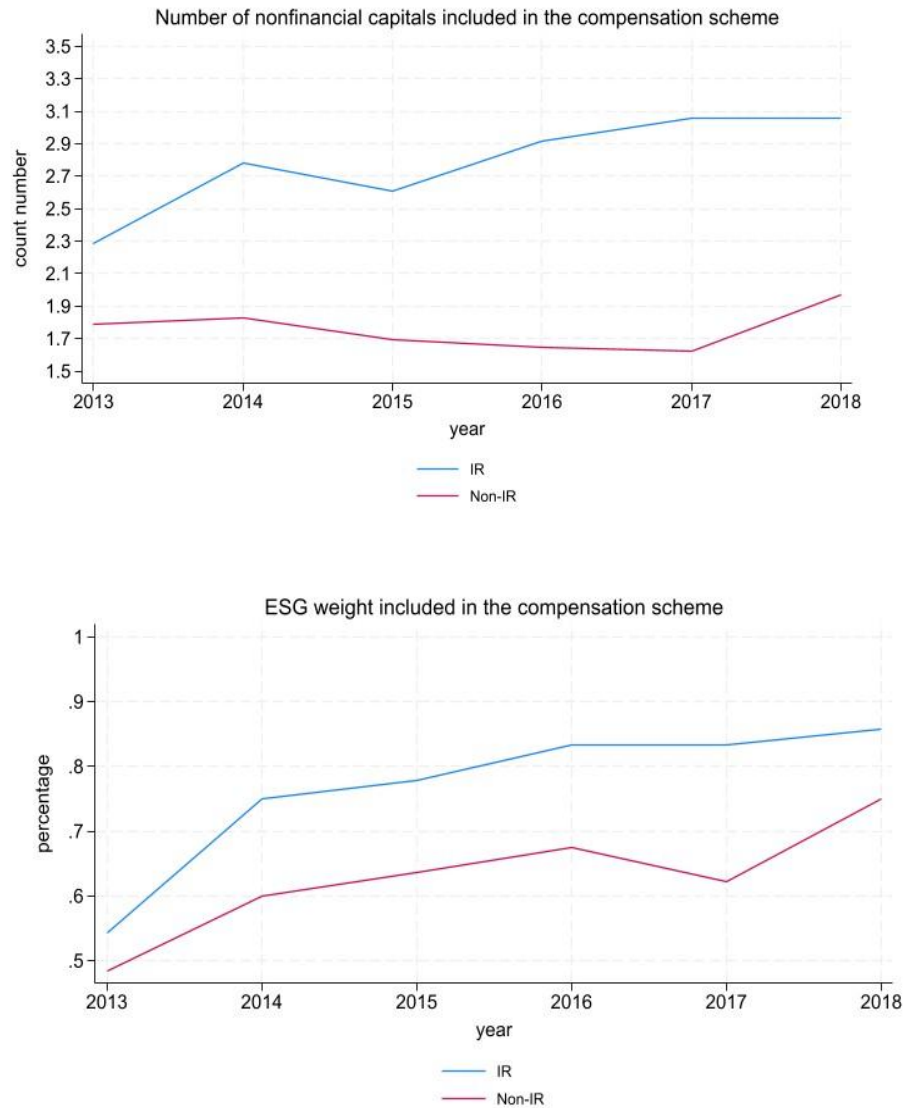 Number of nonfinancial capitals included in the compensation scheme
3.5
3.3
3.1
2.9
2.7
2.5
2.3
2.1
1.9
1.7
1.5
count number
2013 2014 2015 2016 2017 2018
year
IR
Non-IR
ESG weight included in the compensation scheme
1
.9
.8
.7
.6
.5
percentage
2013 2014 2015 2016 2017 2018
year
IR
Non-IR